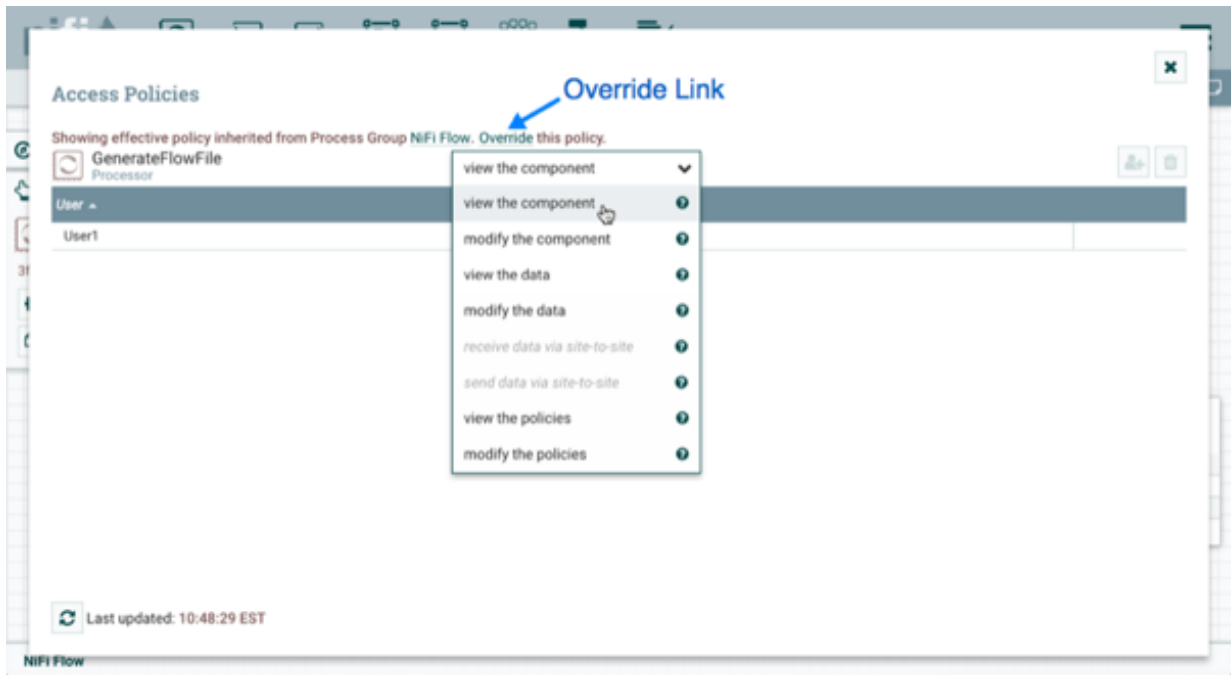 Override Link
Access Policies
Showing effective policy inherited from Process Group NiFi Flow. Override this policy.
GenerateFlowFile
Processor
view the component
User
view the component
User1
modify the component
view the data
modify the data
receive data via site-to-site
send data via site-to-site
view the policies
modify the policies
Last updated: 10:48:29 EST
NiFi Flow